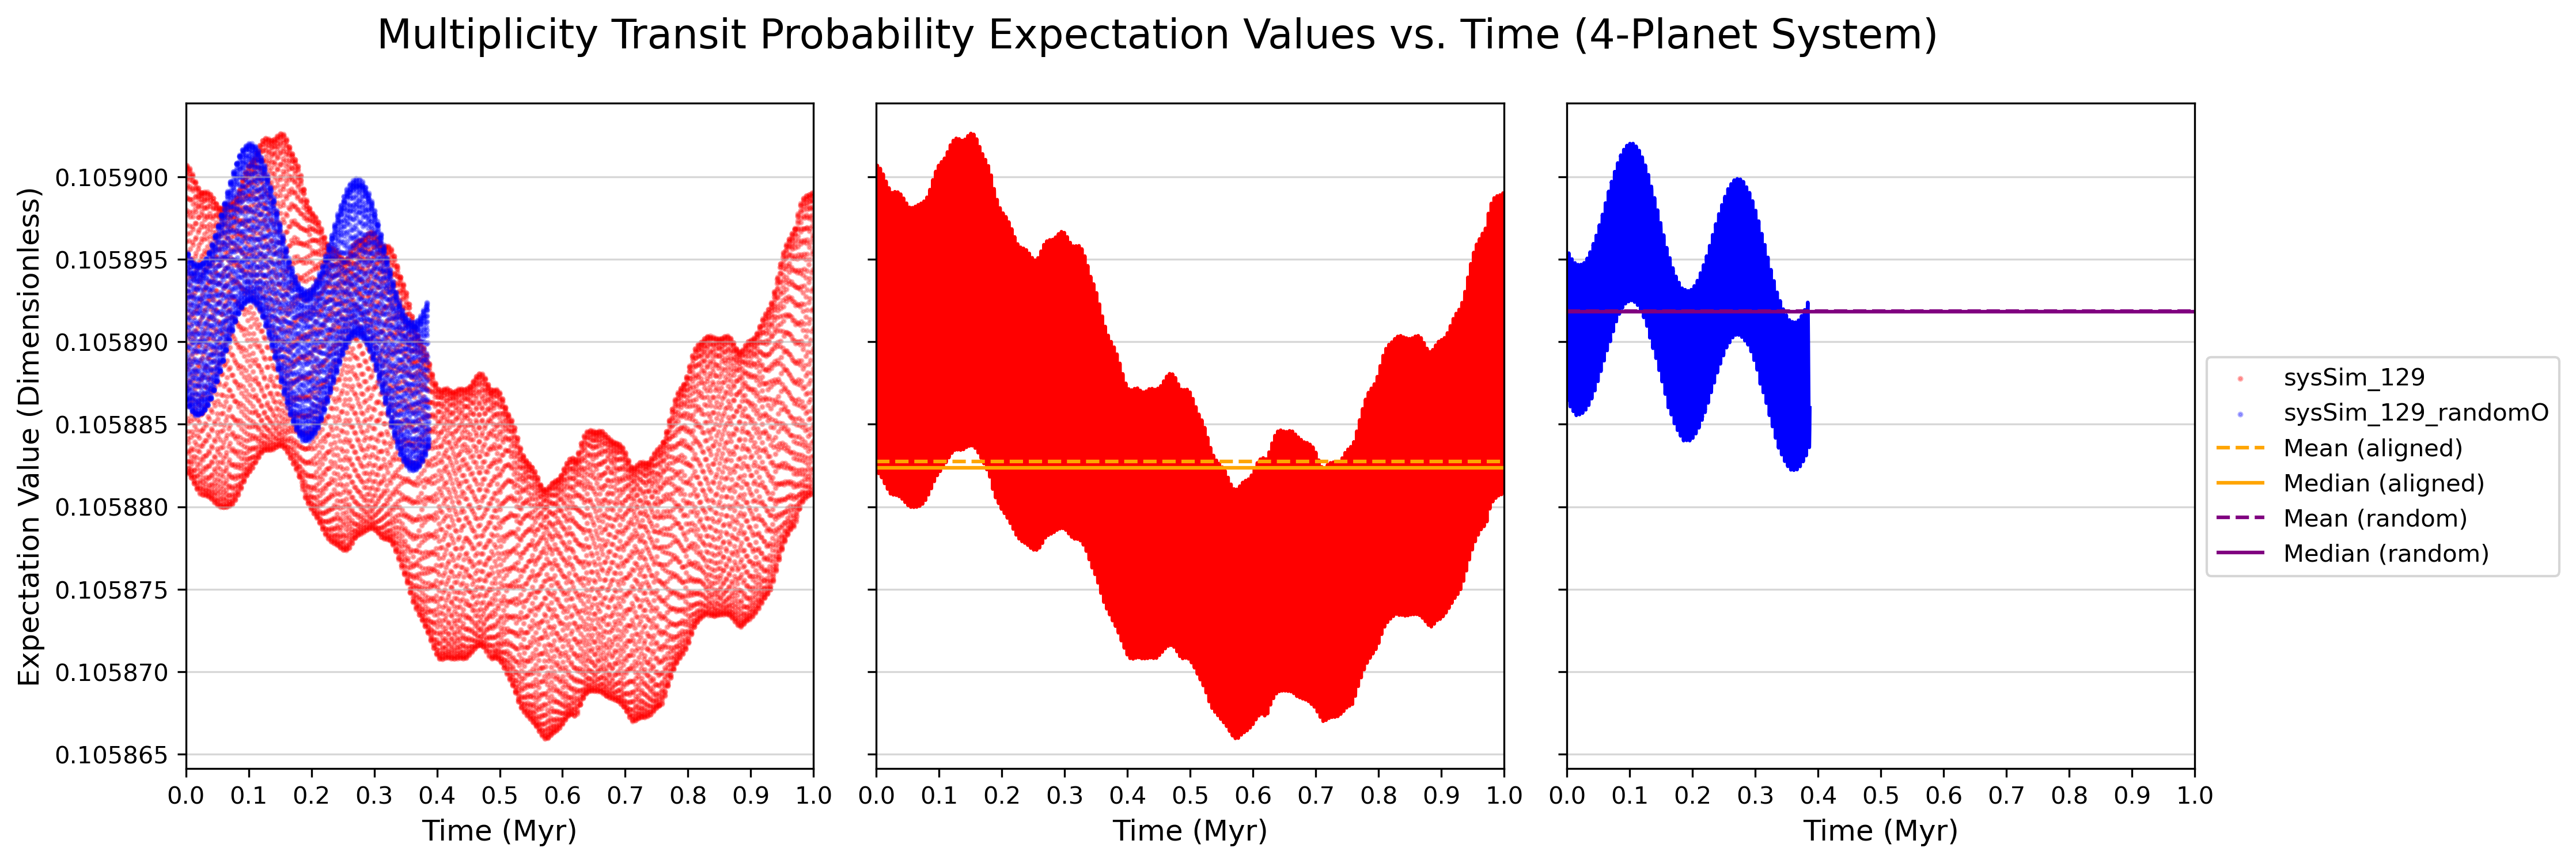 Multiplicity Transit Probability Expectation Values vs. Time (4-Planet System)
Expectation Value (Dimensionless)
0.105900
0.105895
0.105890
0.105885
0.105880
0.105875
0.105870
0.105865
0.0 0.1 0.2 0.3 0.4 0.5 0.6 0.7 0.8 0.9 1.0
Time (Myr)
0.0 0.1 0.2 0.3 0.4 0.5 0.6 0.7 0.8 0.9 1.0
Time (Myr)
0.0 0.1 0.2 0.3 0.4 0.5 0.6 0.7 0.8 0.9 1.0
Time (Myr)
sysSim_129
sysSim_129_randomO
Mean (aligned)
Median (aligned)
Mean (random)
Median (random)